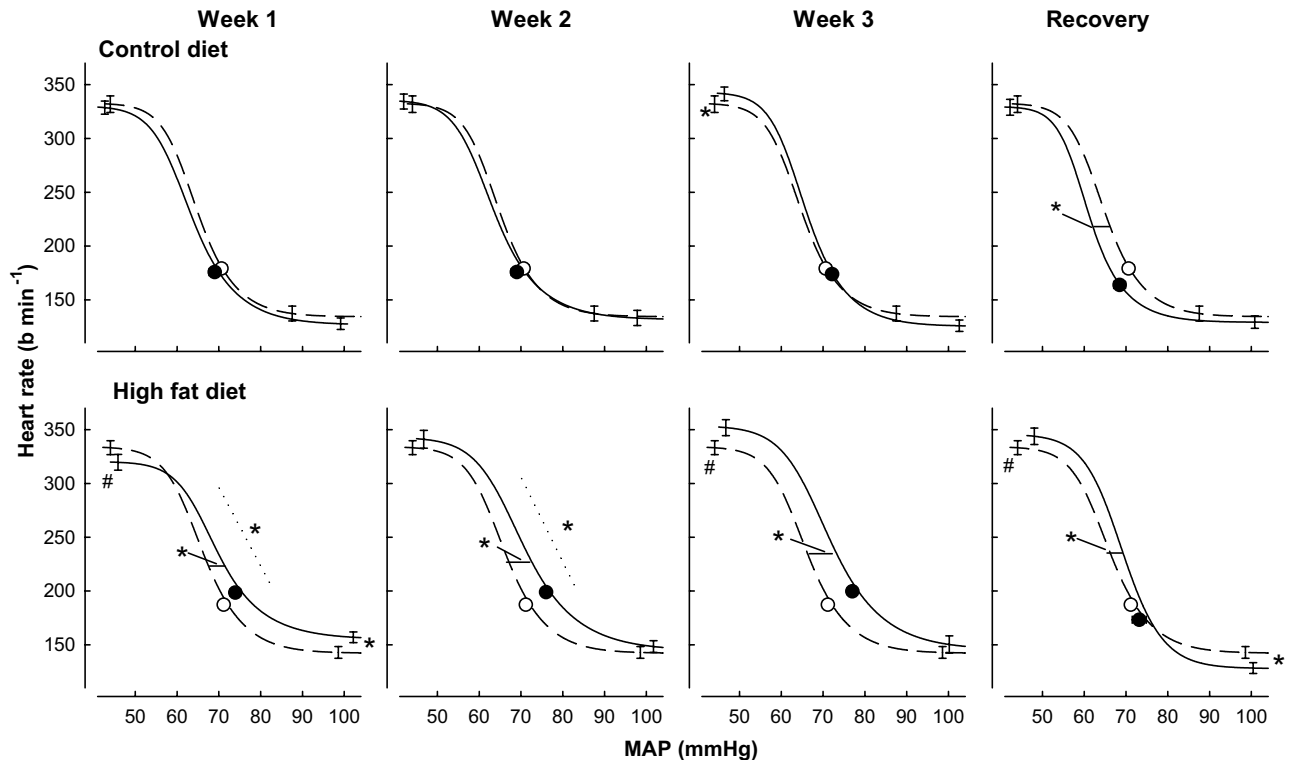 Week 1 Week 2 Week 3 Recovery
Control diet
350
300
250
200
150
*
*
High fat diet
350
300
250
200
150
# * * *
* * *
# * # * *
50 60 70 80 90 100 50 60 70 80 90 100 50 60 70 80 90 100 50 60 70 80 90 100
MAP (mmHg)
Heart rate (b min -1)